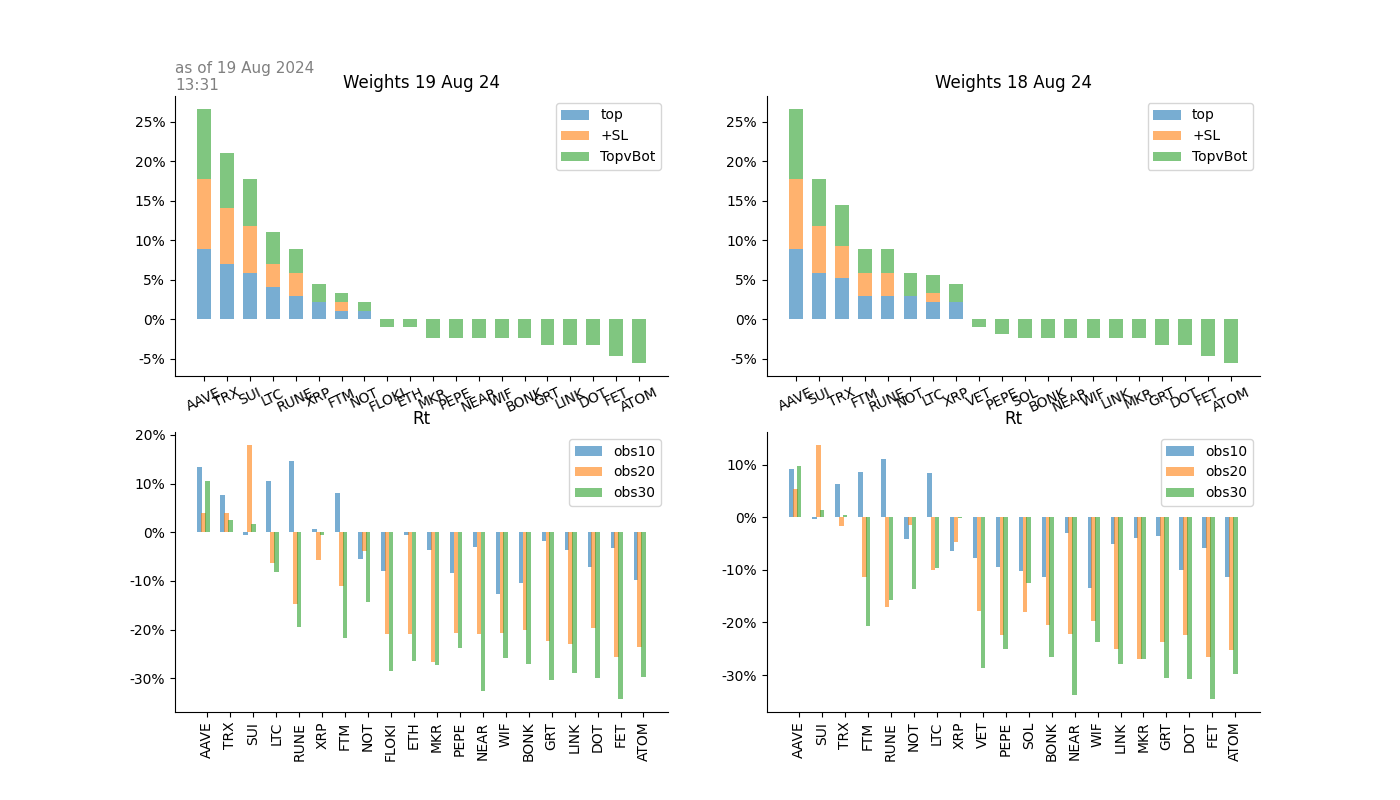 as of 19 Aug 2024
13:31
Weights 19 Aug 24
25%
20%
15%
10%
5%
0%
-5%
top
+SL
TopvBot
AAVE TRX SUI LTC RUNE XRP FTM NOT FLOKI ETH MKR PEPE NEAR WIF BONK GRT LINK DOT FET ATOM
Weights 18 Aug 24
25%
20%
15%
10%
5%
0%
-5%
top
+SL
TopvBot
AAVE SUI TRX FTM RUNE NOT LTC XRP VET PEPE SOL BONK NEAR WIF LINK MKR GRT DOT FET ATOM
Rt
20%
10%
0%
-10%
-20%
-30%
obs10
obs20
obs30
AAVE TRX SUI LTC RUNE XRP FTM NOT FLOKI ETH MKR PEPE NEAR WIF BONK GRT LINK DOT FET ATOM
Rt
10%
0%
-10%
-20%
-30%
obs10
obs20
obs30
AAVE SUI TRX FTM RUNE NOT LTC XRP VET PEPE SOL BONK NEAR WIF LINK MKR GRT DOT FET ATOM